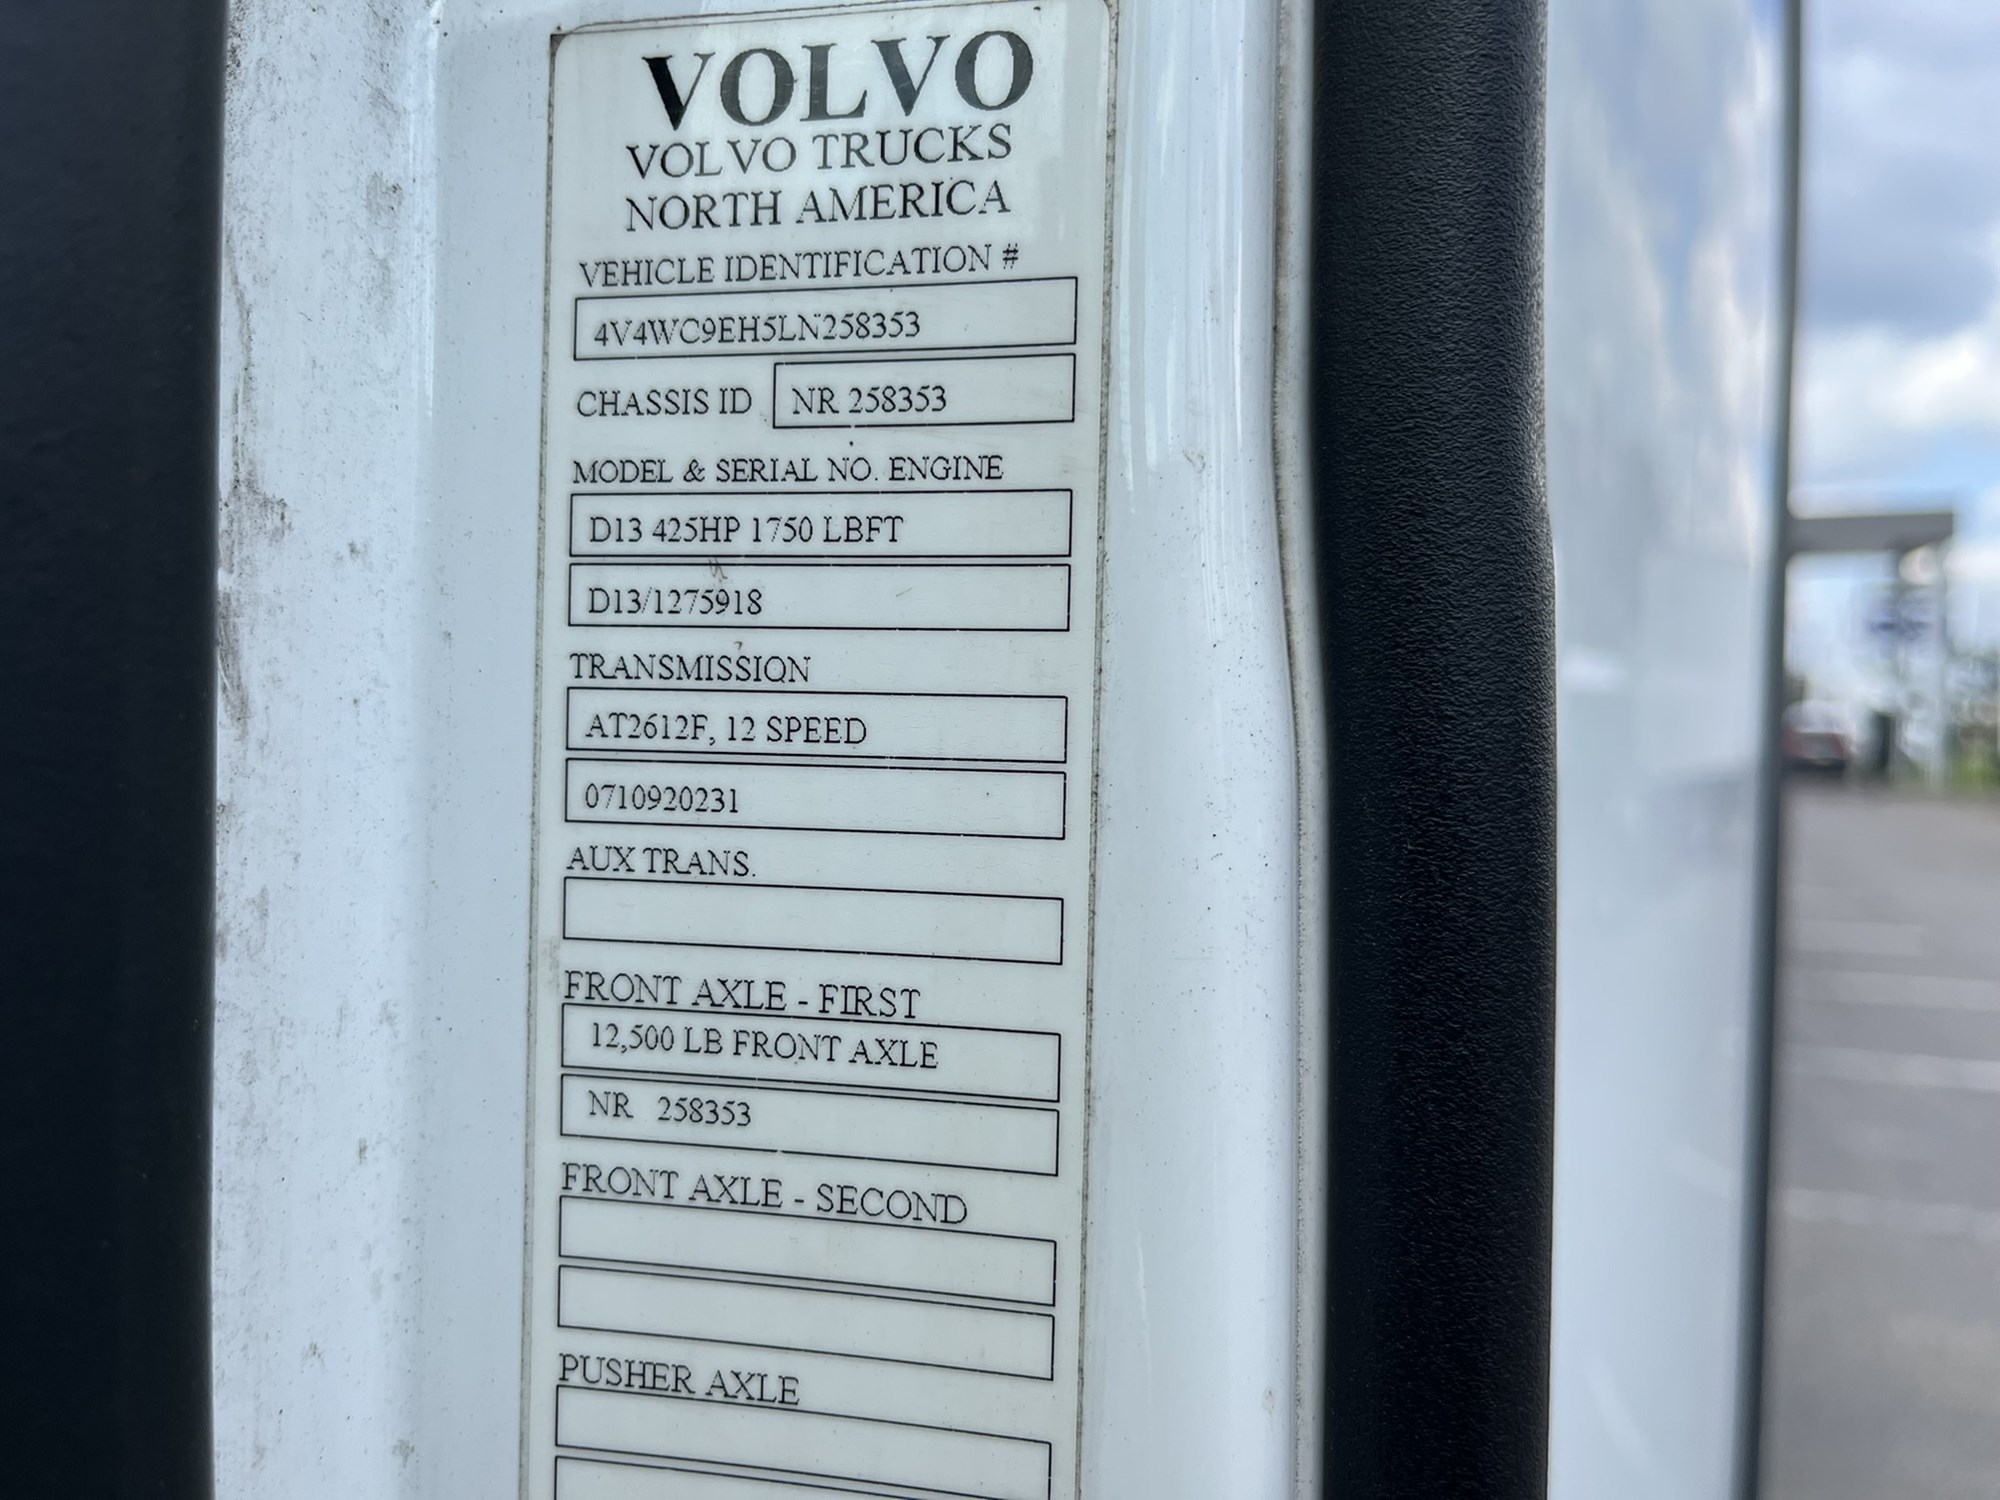 VOLVO
VOLVO TRUCKS
NORTH AMERICA
VEHICLE IDENTIFICATION #
4V4WC9EH5LN258353
CHASSIS ID NR 258353
MODEL & SERIAL NO. ENGINE
D13 425HP 1750 LBFT
D13/1275918
TRANSMISSION
AT2612F, 12 SPEED
0710920231
AUX TRANS.
FRONT AXLE - FIRST
12,500 LB FRONT AXLE
NR 258353
FRONT AXLE - SECOND
PUSHER AXLE